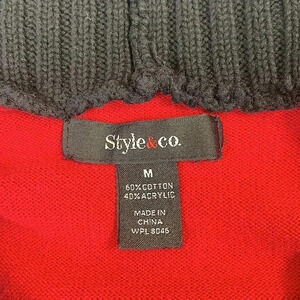 Style&co.
M
60% COTTON
40% ACRYLIC
MADE IN
CHINA
WPL 8045